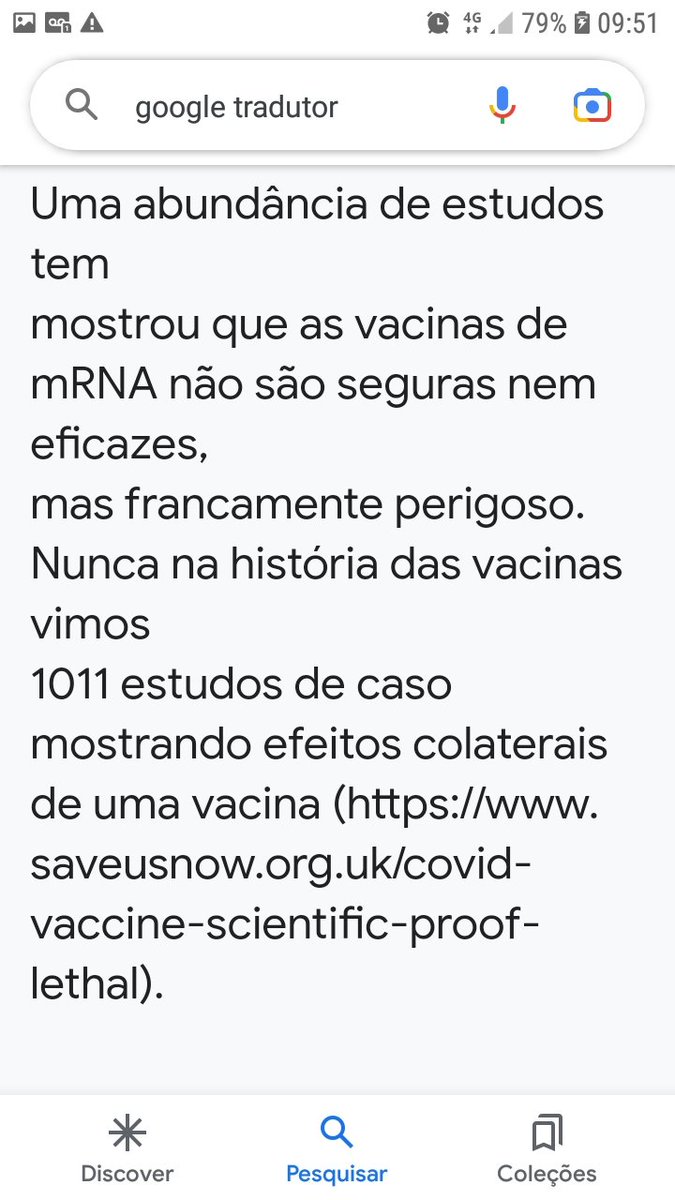 4G 79% 09:51
google tradutor
Uma abundância de estudos
tem
mostrou que as vacinas de
mRNA não são seguras nem
eficazes,
mas francamente perigoso.
Nunca na história das vacinas
vimos
1011 estudos de caso
mostrando efeitos colaterais
de uma vacina (https://www.
saveusnow.org.uk/covid-
vaccine-scientific-proof-
lethal).
Discover Pesquisar Coleções